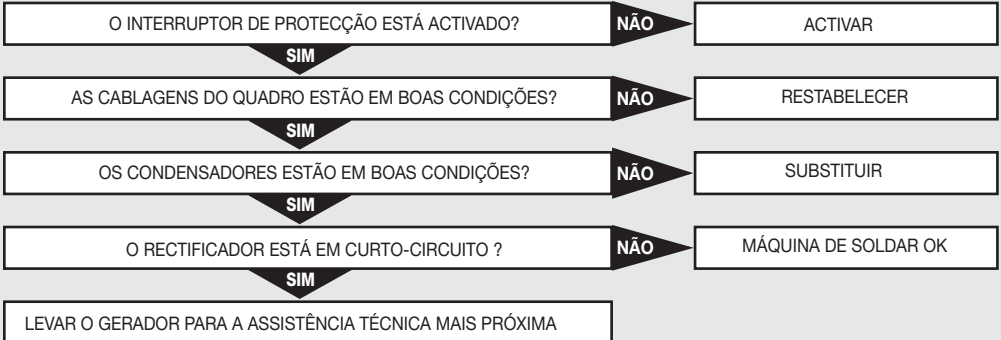 O INTERRUPTOR DE PROTECÇÃO ESTÁ ACTIVADO?
NÃO
ACTIVAR
SIM
AS CABLAGENS DO QUADRO ESTÃO EM BOAS CONDIÇÕES?
NÃO
RESTABELECER
SIM
OS CONDENSADORES ESTÃO EM BOAS CONDIÇÕES?
NÃO
SUBSTITUIR
SIM
O RECTIFICADOR ESTÁ EM CURTO-CIRCUITO ?
NÃO
MÁQUINA DE SOLDAR OK
SIM
LEVAR O GERADOR PARA A ASSISTÊNCIA TÉCNICA MAIS PRÓXIMA